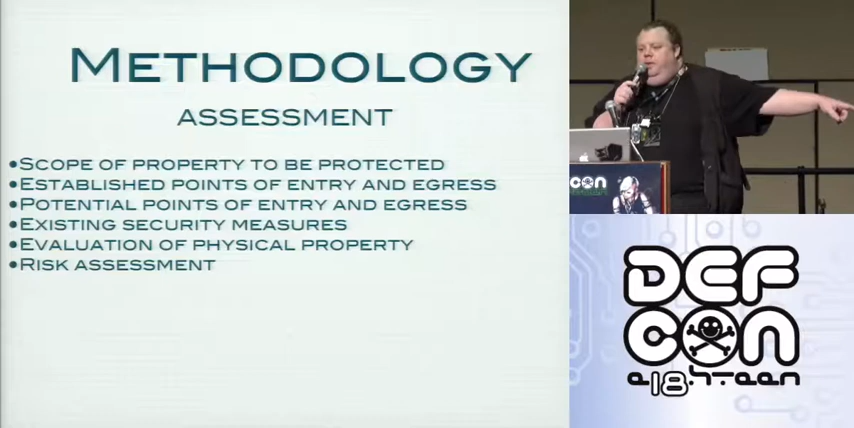 METHODOLOGY
ASSESSMENT
•SCOPE OF PROPERTY TO BE PROTECTED
•ESTABLISHED POINTS OF ENTRY AND EGRESS
•POTENTIAL POINTS OF ENTRY AND EGRESS
•EXISTING SECURITY MEASURES
•EVALUATION OF PHYSICAL PROPERTY
•RISK ASSESSMENT
CON
DEF
CON
e18hteen